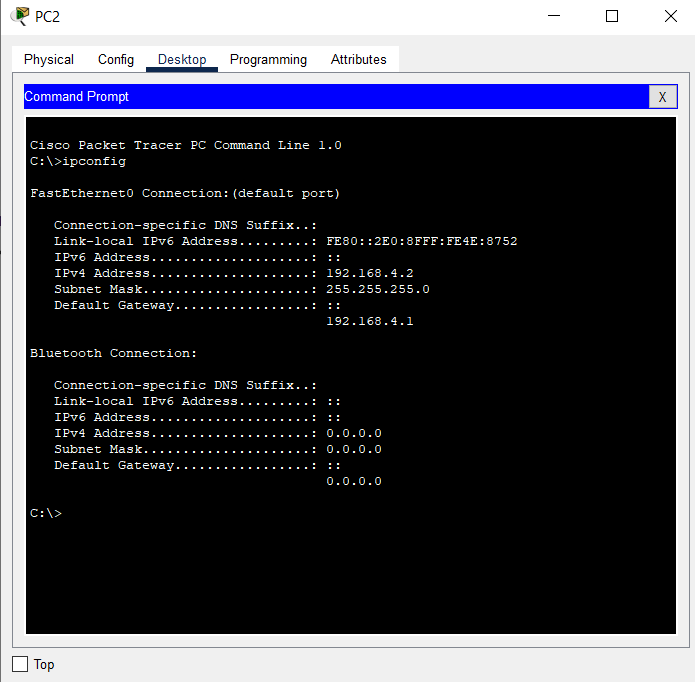 PC2
Physical Config Desktop Programming Attributes
Command Prompt X
Cisco Packet Tracer PC Command Line 1.0
C:\>ipconfig
FastEthernet0 Connection:(default port)
Connection-specific DNS Suffix..:
Link-local IPv6 Address.........: FE80::2E0:8FFF:FE4E:8752
IPv6 Address....................: ::
IPv4 Address....................: 192.168.4.2
Subnet Mask.....................: 255.255.255.0
Default Gateway.................: ::
192.168.4.1
Bluetooth Connection:
Connection-specific DNS Suffix..:
Link-local IPv6 Address.........: ::
IPv6 Address....................: ::
IPv4 Address....................: 0.0.0.0
Subnet Mask.....................: 0.0.0.0
Default Gateway.................: ::
0.0.0.0
C:\>
Top